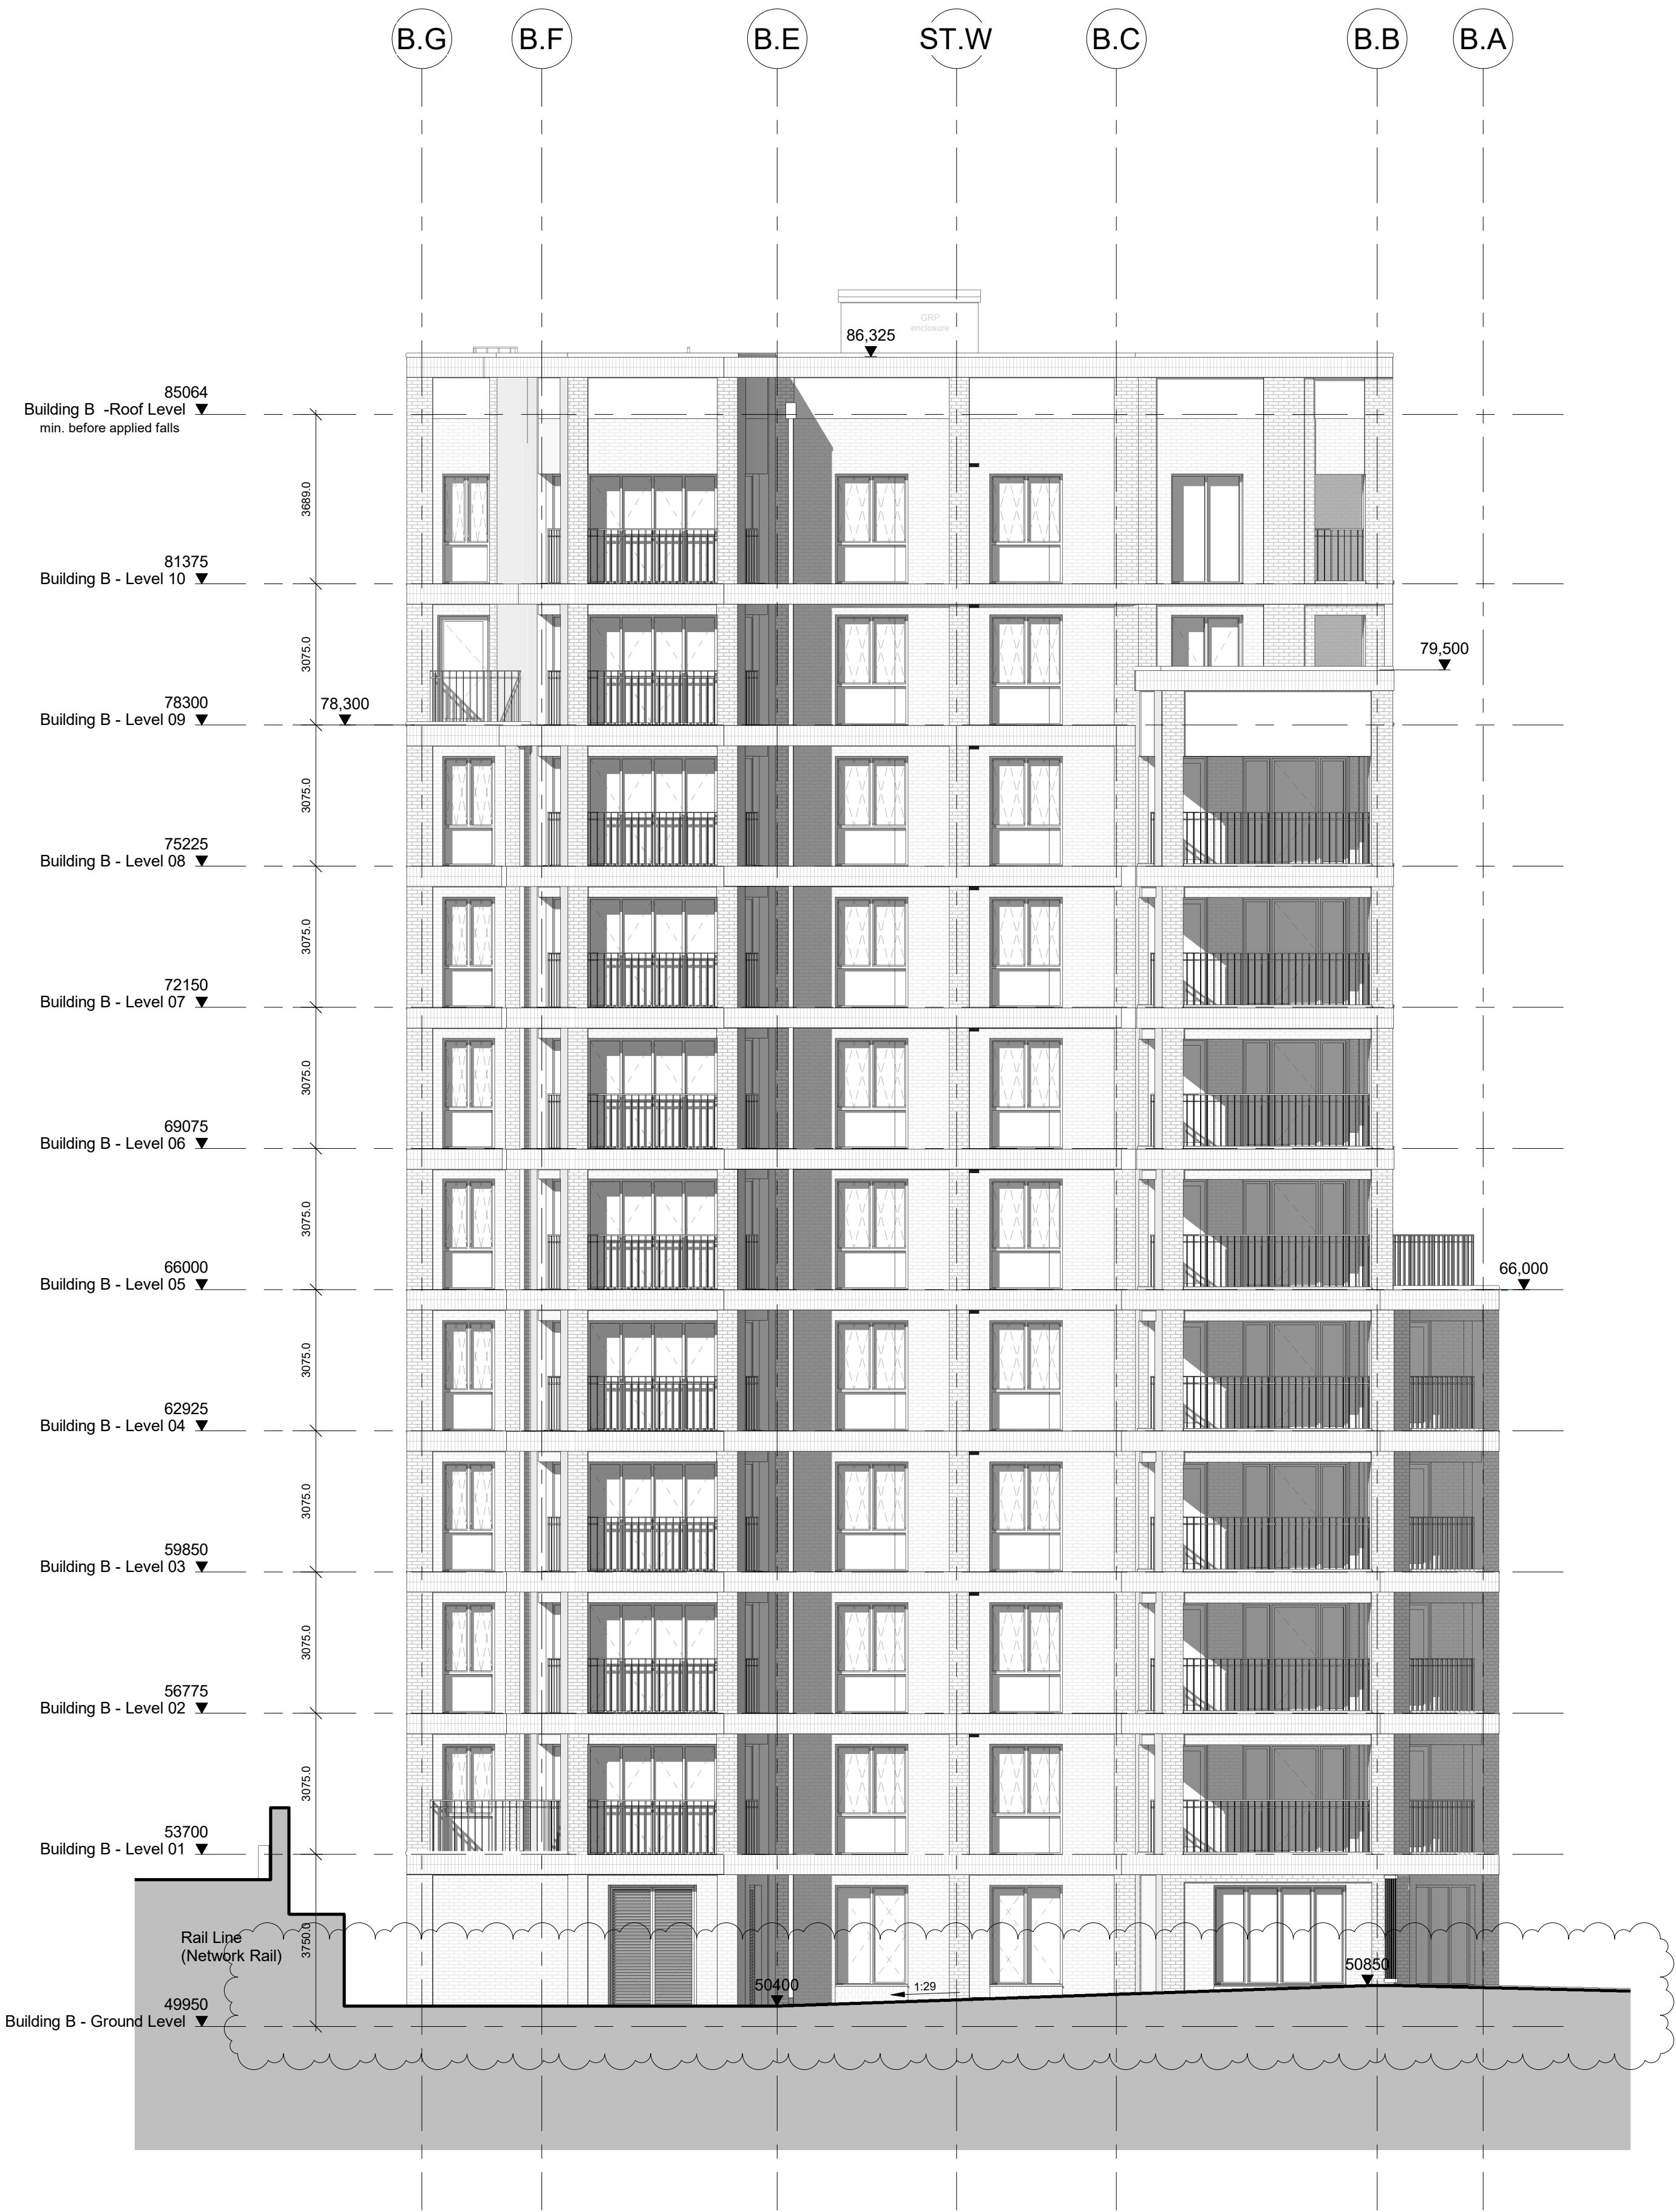 B.G
B.F
B.E
ST.W
B.C
B.B
B.A
GRP
enclosure
86,325
85064
Building B -Roof Level
min. before applied falls
3689.0
81375
Building B - Level 10
3075.0
79,500
78300
Building B - Level 09
78,300
3075.0
75225
Building B - Level 08
3075.0
72150
Building B - Level 07
3075.0
69075
Building B - Level 06
3075.0
66000
Building B - Level 05
66,000
3075.0
62925
Building B - Level 04
3075.0
59850
Building B - Level 03
3075.0
56775
Building B - Level 02
3075.0
53700
Building B - Level 01
Rail Line
(Network Rail)
3750.0
50400
1:29
50850
49950
Building B - Ground Level